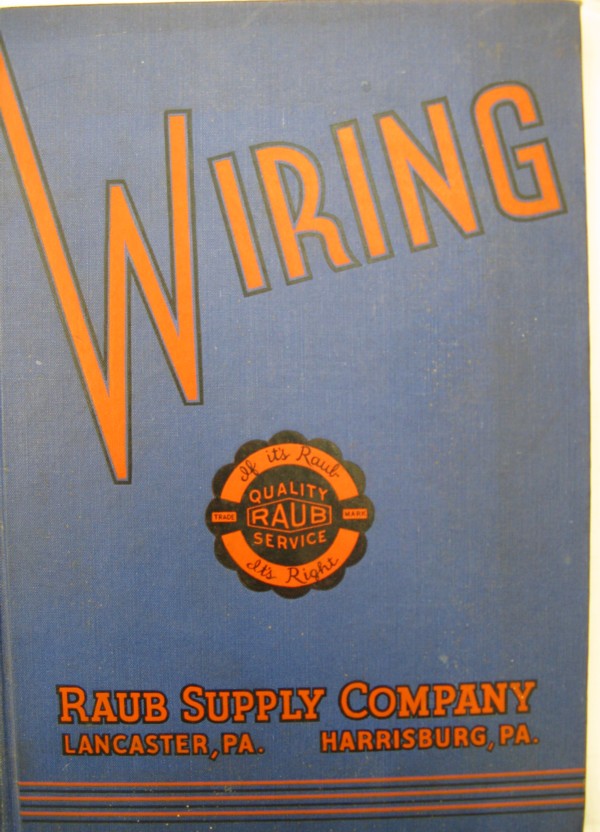 WIRING
If it's Raub
QUALITY
TRADE RAUB MARK
SERVICE
It's Right
RAUB SUPPLY COMPANY
LANCASTER, PA. HARRISBURG, PA.